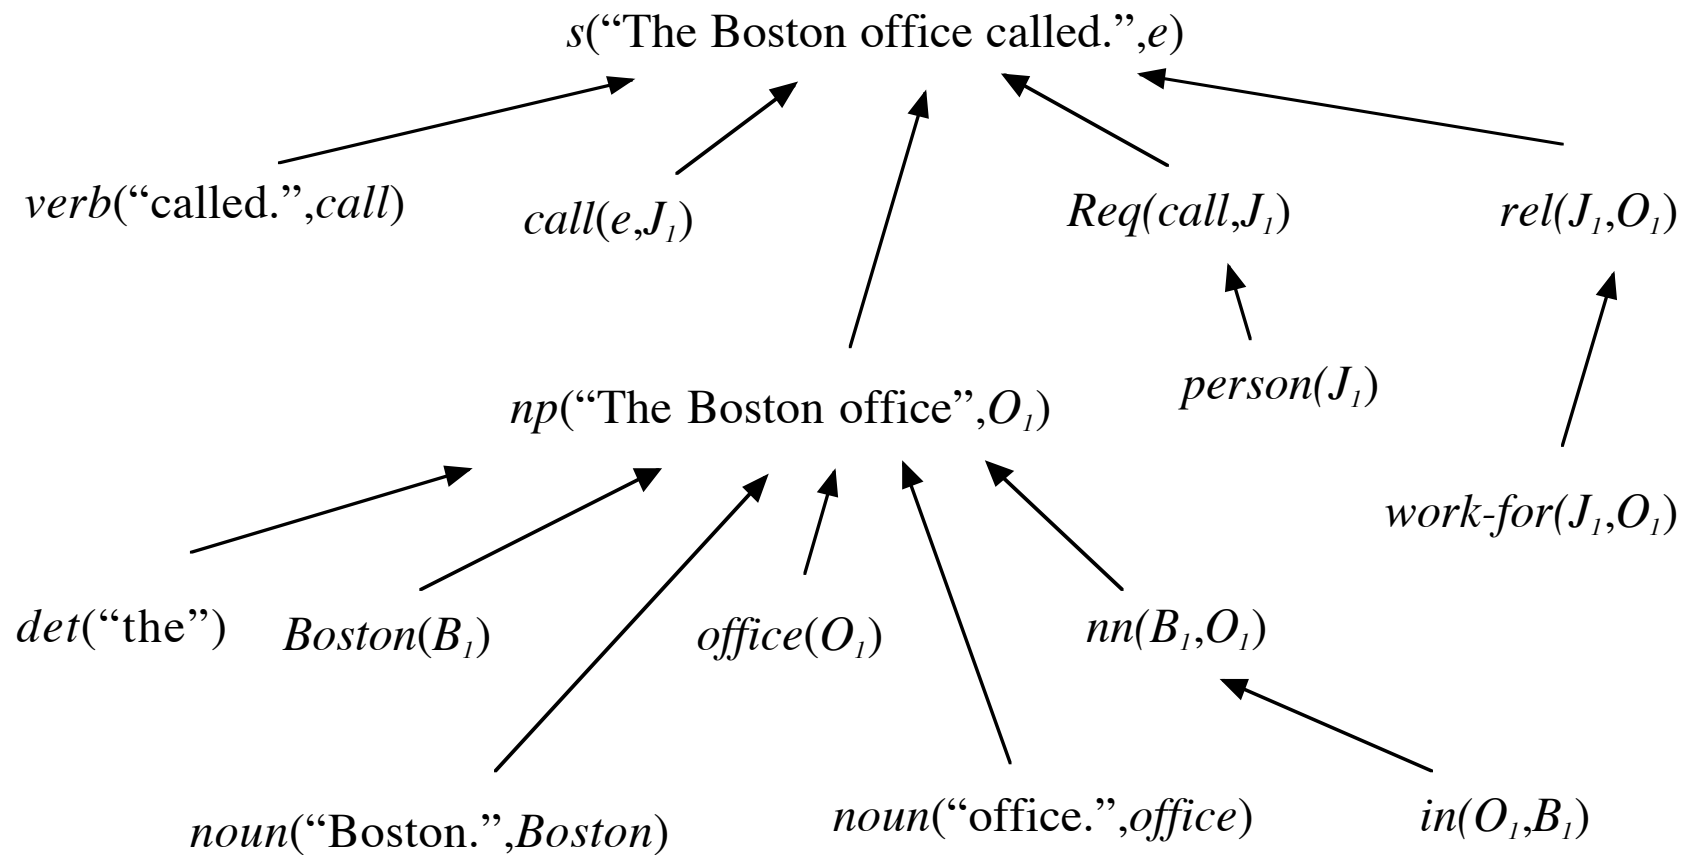 s(“The Boston office called.”,e)
verb(“called.”,call)
call(e,J₁)
Req(call,J₁)
rel(J₁,O₁)
person(J₁)
np(“The Boston office”,O₁)
work-for(J₁,O₁)
det(“the”)
Boston(B₁)
office(O₁)
nn(B₁,O₁)
noun(“Boston.”,Boston)
noun(“office.”,office)
in(O₁,B₁)